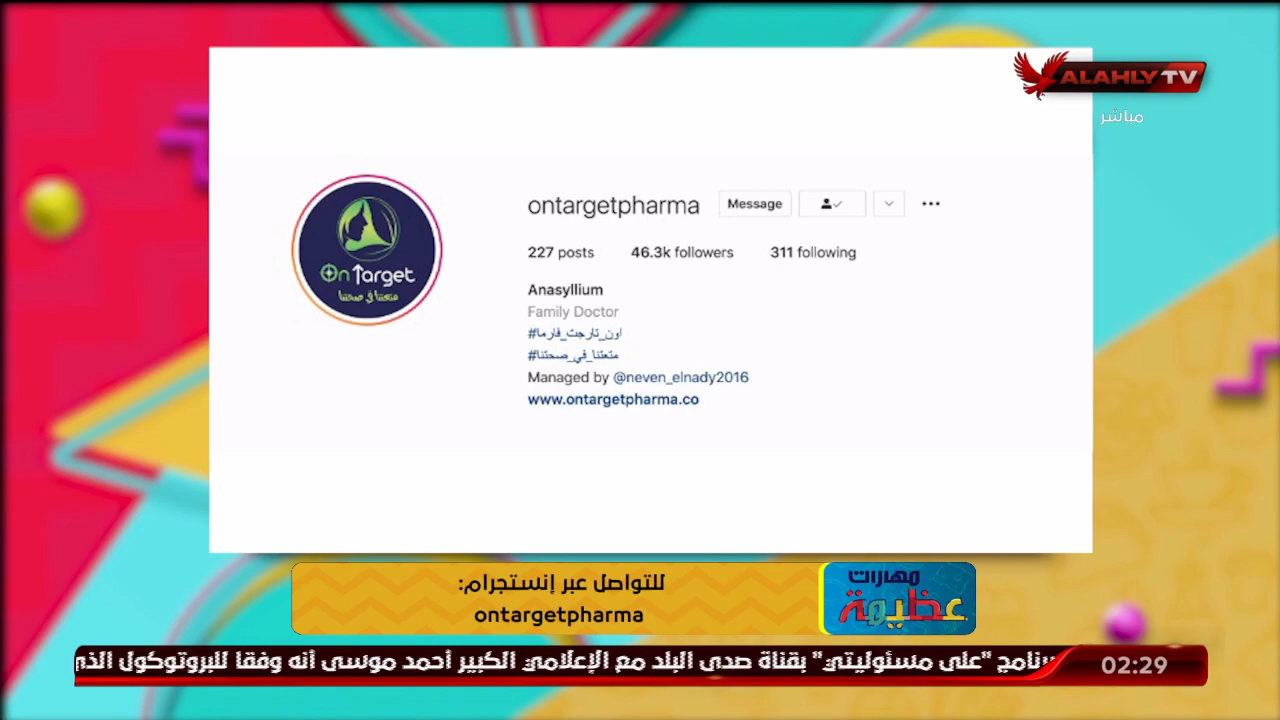 ALAHLY TV
مباشر
ontargetpharma
Message
227 posts
46.3k followers
311 following
Anasyllium
Family Doctor
#اون_تارجت_فارما
#متعتنا_في_صحتنا
Managed by @neven_elnady2016
www.ontargetpharma.co
On Target
متعتنا في صحتنا
مهارات
عظيمة
للتواصل عبر إنستجرام:
ontargetpharma
02:29
برنامج "على مسئوليتي" بقناة صدى البلد مع الإعلامي الكبير أحمد موسى أنه وفقا للبروتوكول الذي